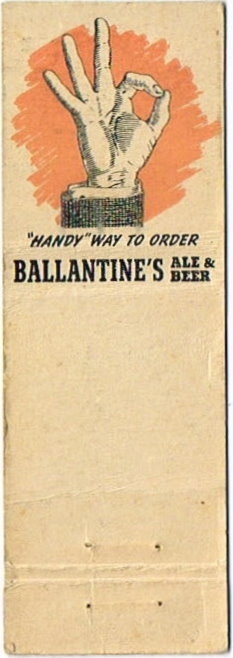 "HANDY" WAY TO ORDER
BALLANTINE'S ALE & BEER